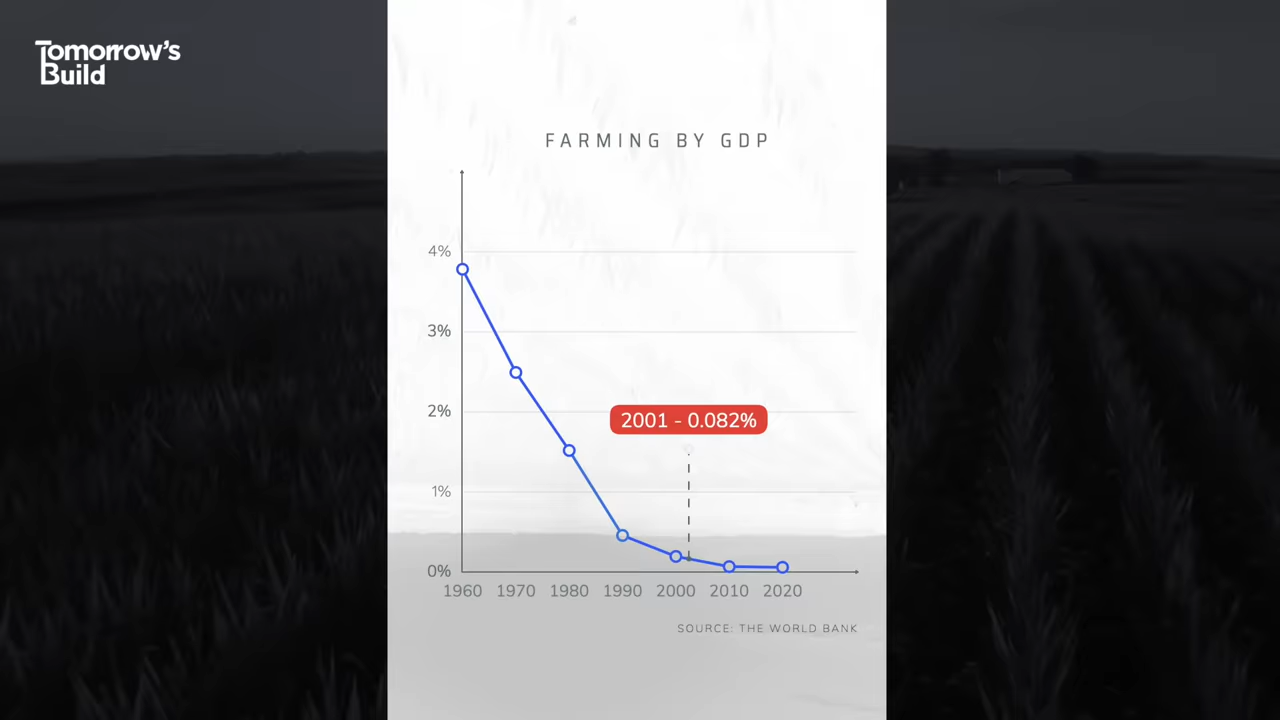 Tomorrow's
Build
FARMING BY GDP
4%
3%
2%
1%
0%
2001 - 0.082%
1960 1970 1980 1990 2000 2010 2020
SOURCE: THE WORLD BANK